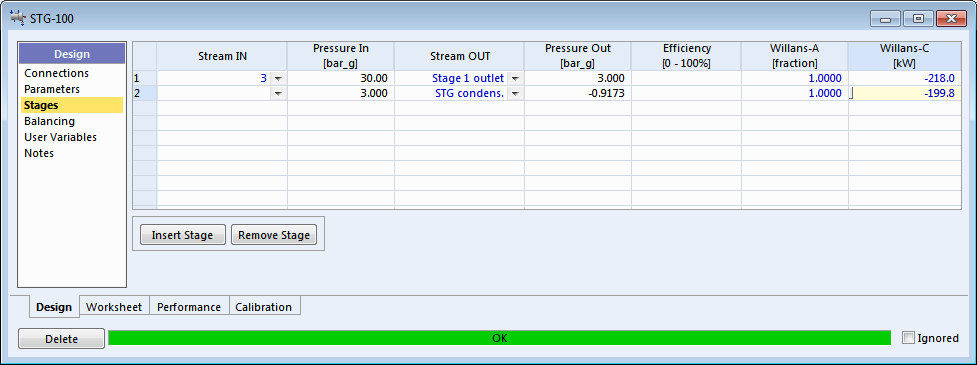 STG-100
Design
Connections
Parameters
Stages
Balancing
User Variables
Notes
Stream IN Pressure In [bar_g] Stream OUT Pressure Out [bar_g] Efficiency [0 - 100%] Willans-A [fraction] Willans-C [kW]
1 3 30.00 Stage 1 outlet 3.000 1.0000 -218.0
2 3.000 STG condens. -0.9173 1.0000 -199.8
Insert Stage Remove Stage
Design Worksheet Performance Calibration
Delete OK Ignored